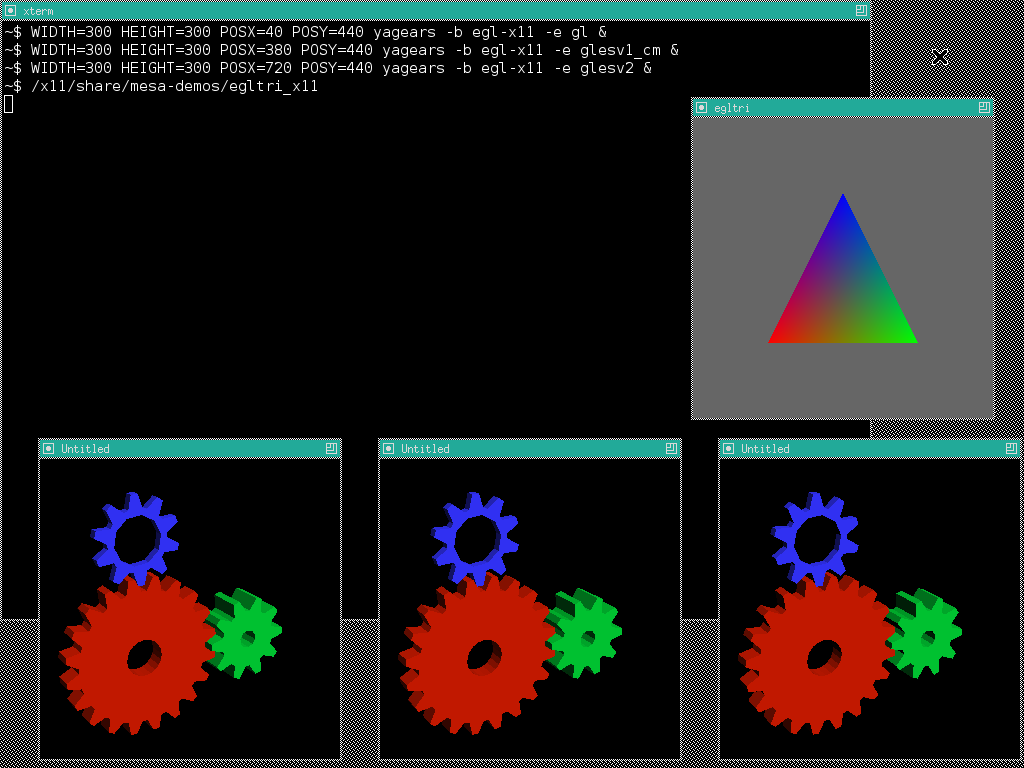 xterm
~$ WIDTH=300 HEIGHT=300 POSX=40 POSY=440 yagears -b egl-x11 -e gl &
~$ WIDTH=300 HEIGHT=300 POSX=380 POSY=440 yagears -b egl-x11 -e glesv1_cm &
~$ WIDTH=300 HEIGHT=300 POSX=720 POSY=440 yagears -b egl-x11 -e glesv2 &
~$ /x11/share/mesa-demos/egltri_x11
egltri
Untitled
Untitled
Untitled